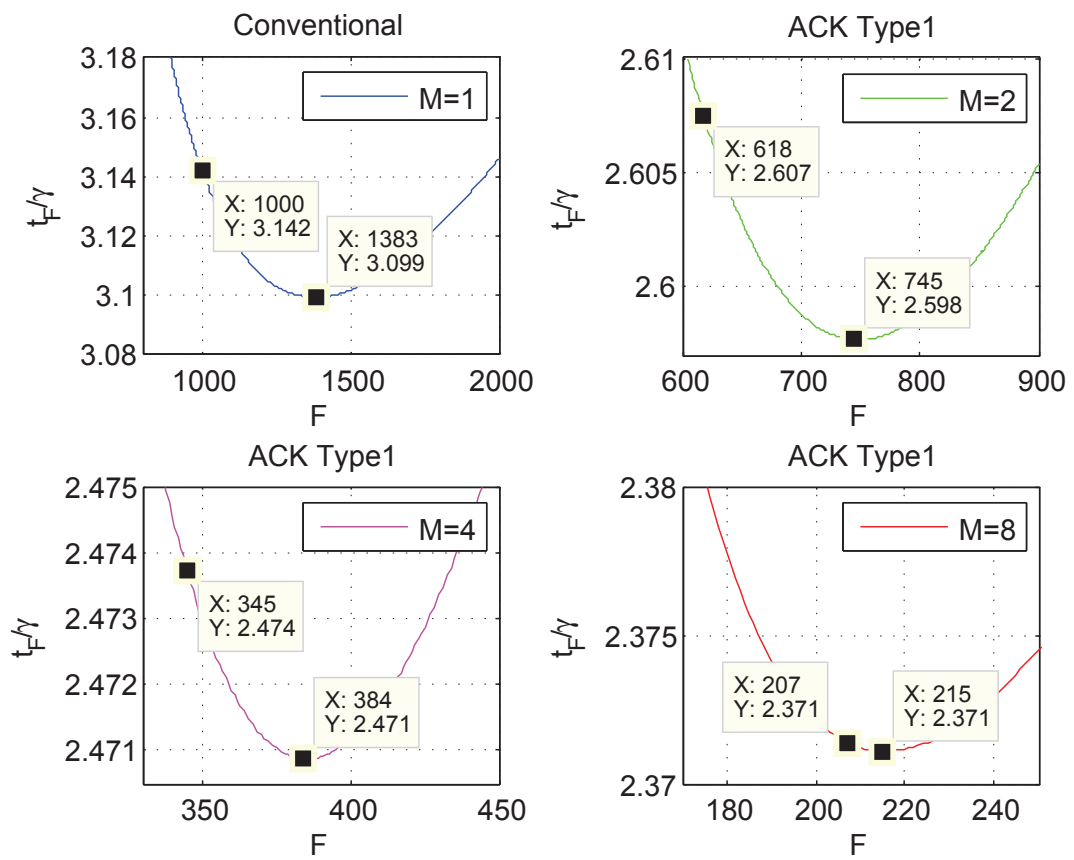 Conventional
3.18
3.16
3.14
3.12
3.1
3.08
t_F/γ
M=1
X: 1000
Y: 3.142
X: 1383
Y: 3.099
1000
1500
2000
F
ACK Type1
2.61
2.605
2.6
t_F/γ
M=2
X: 618
Y: 2.607
X: 745
Y: 2.598
600
700
800
900
F
ACK Type1
2.475
2.474
2.473
2.472
2.471
t_F/γ
M=4
X: 345
Y: 2.474
X: 384
Y: 2.471
350
400
450
F
ACK Type1
2.38
2.375
2.37
t_F/γ
M=8
X: 207
Y: 2.371
X: 215
Y: 2.371
180
200
220
240
F